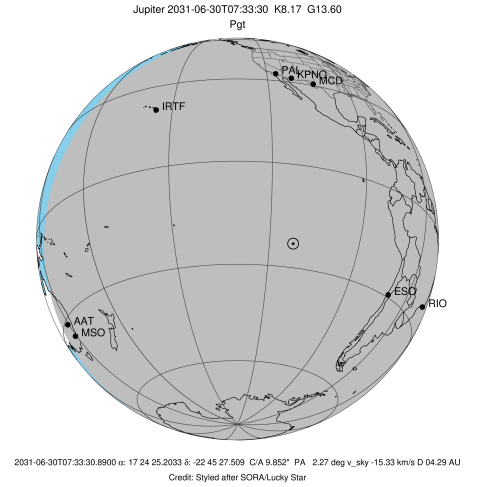 Jupiter 2031-06-30T07:33:30 K8.17 G13.60
Pgt
PAL
KPNO
MCD
IRTF
ESO
RIO
AAT
MSO
2031-06-30T07:33:30.8900 α: 17 24 25.2033 δ: -22 45 27.509 C/A 9.852" PA 2.27 deg v_sky -15.33 km/s D 04.29 AU
Credit: Styled after SORA/Lucky Star